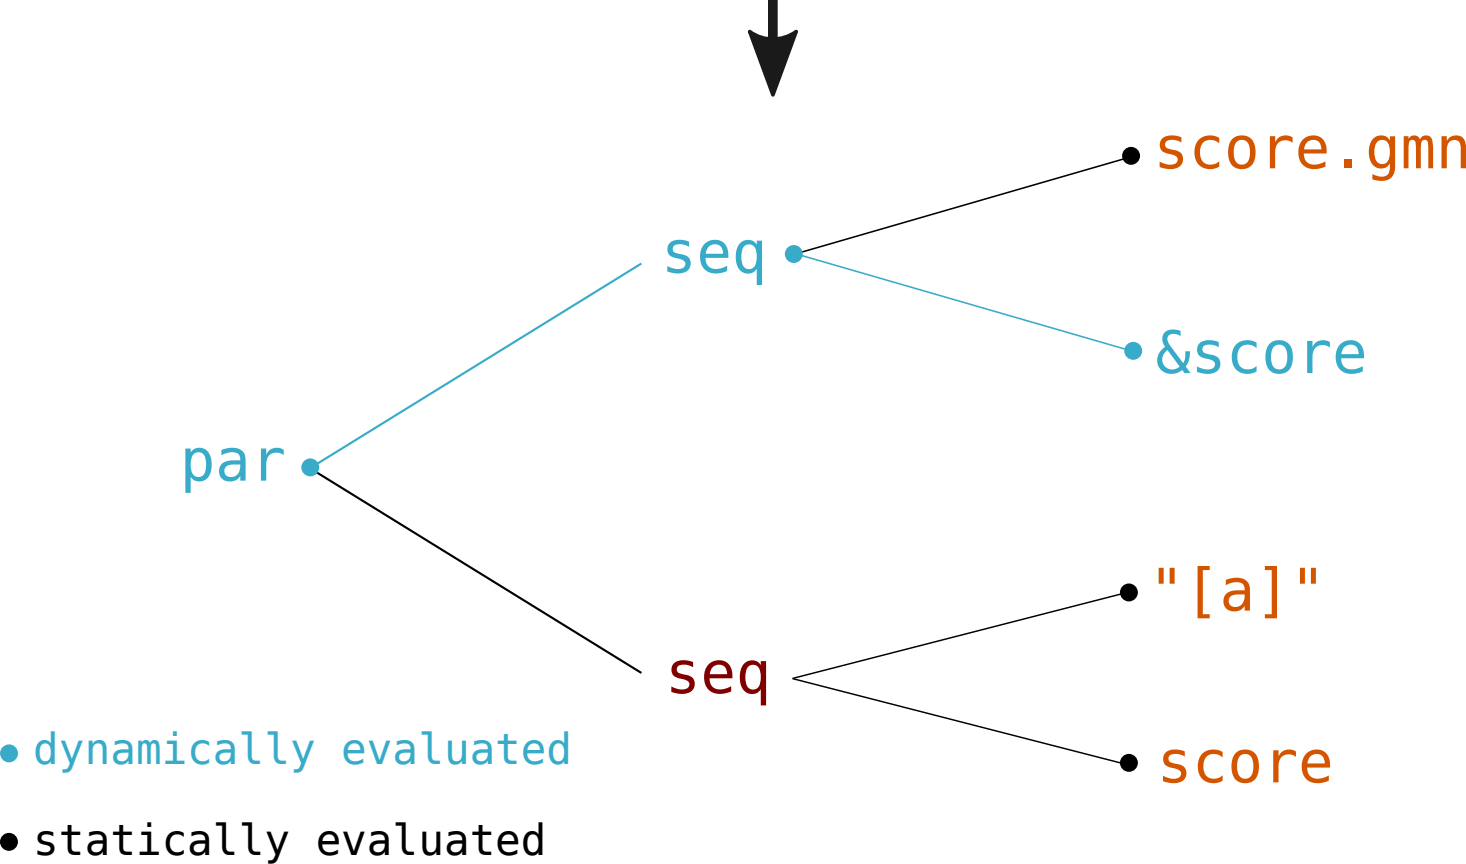 score.gmn
seq
&score
par
"[a]"
seq
score
dynamically evaluated
statically evaluated